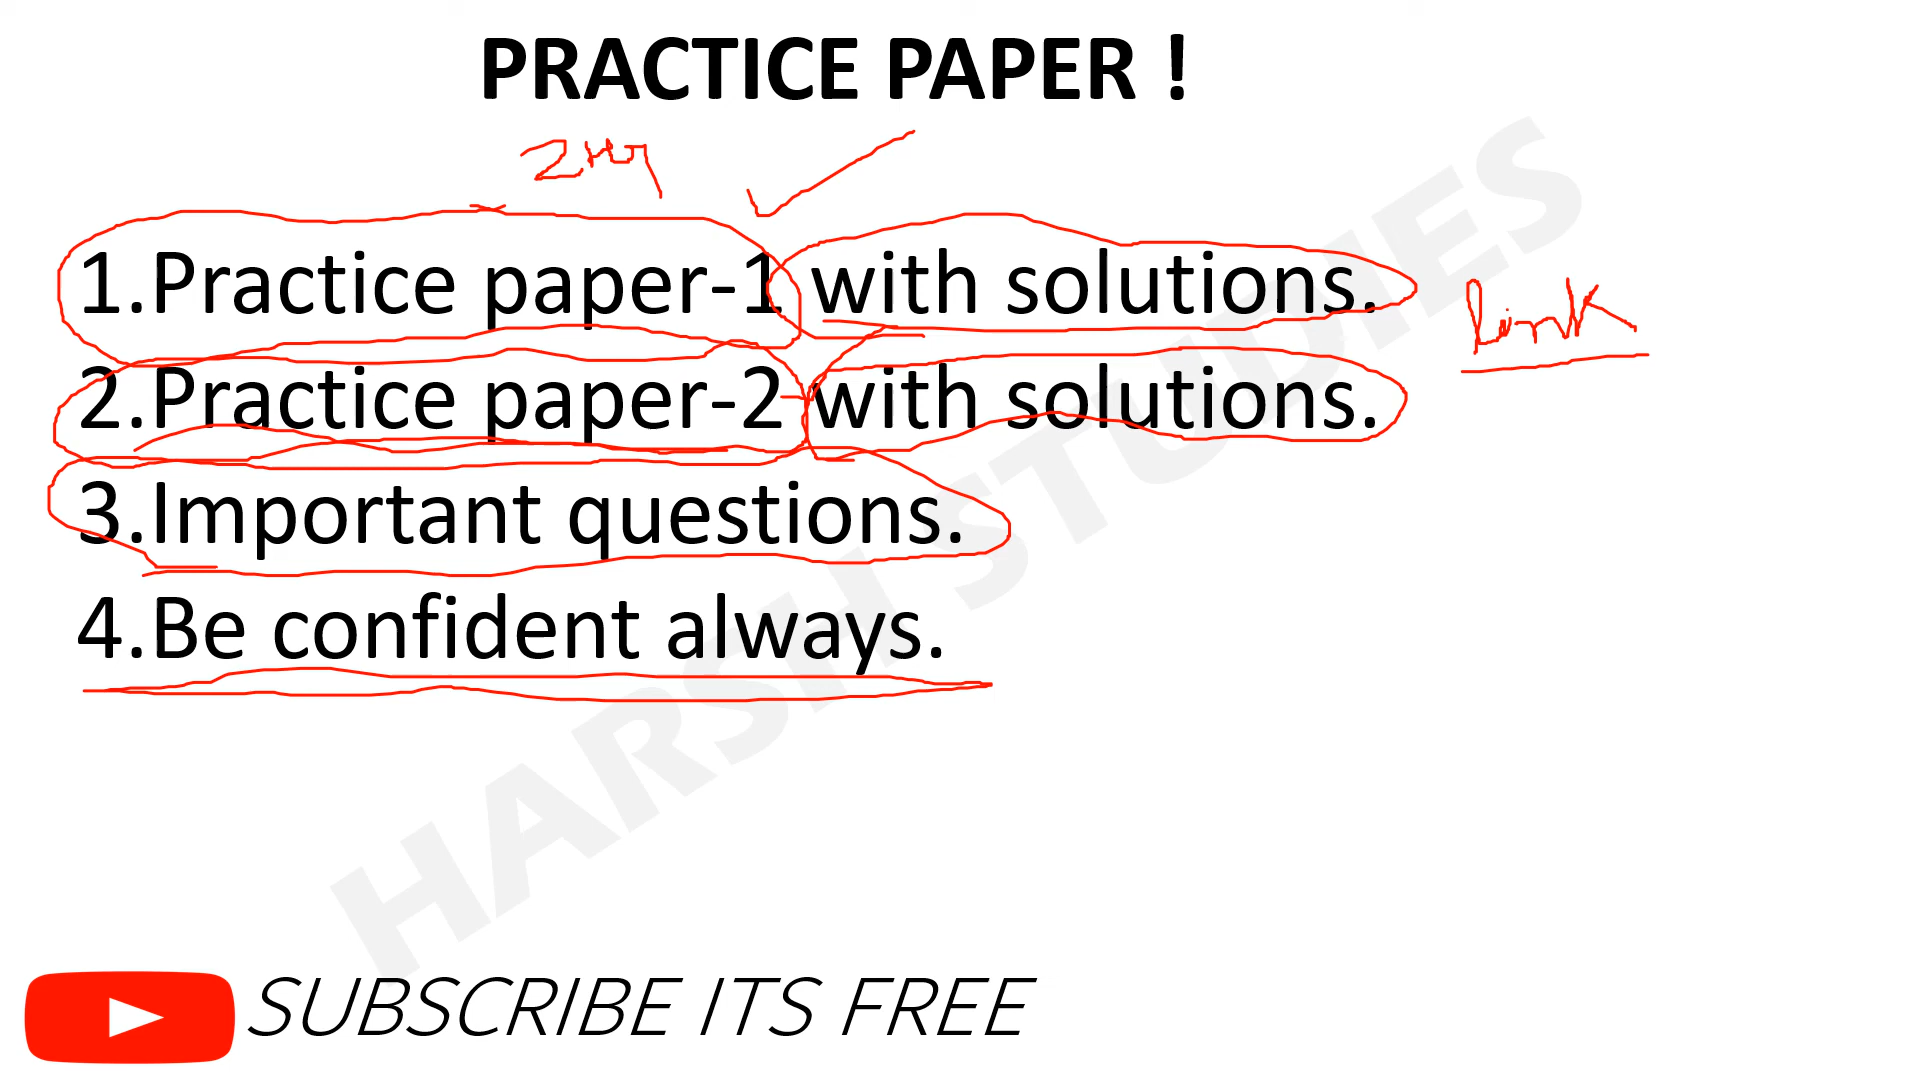 PRACTICE PAPER !
1.Practice paper-1 with solutions.
Link
2.Practice paper-2 with solutions.
3.Important questions.
4.Be confident always.
HARSH STUDIES
SUBSCRIBE ITS FREE